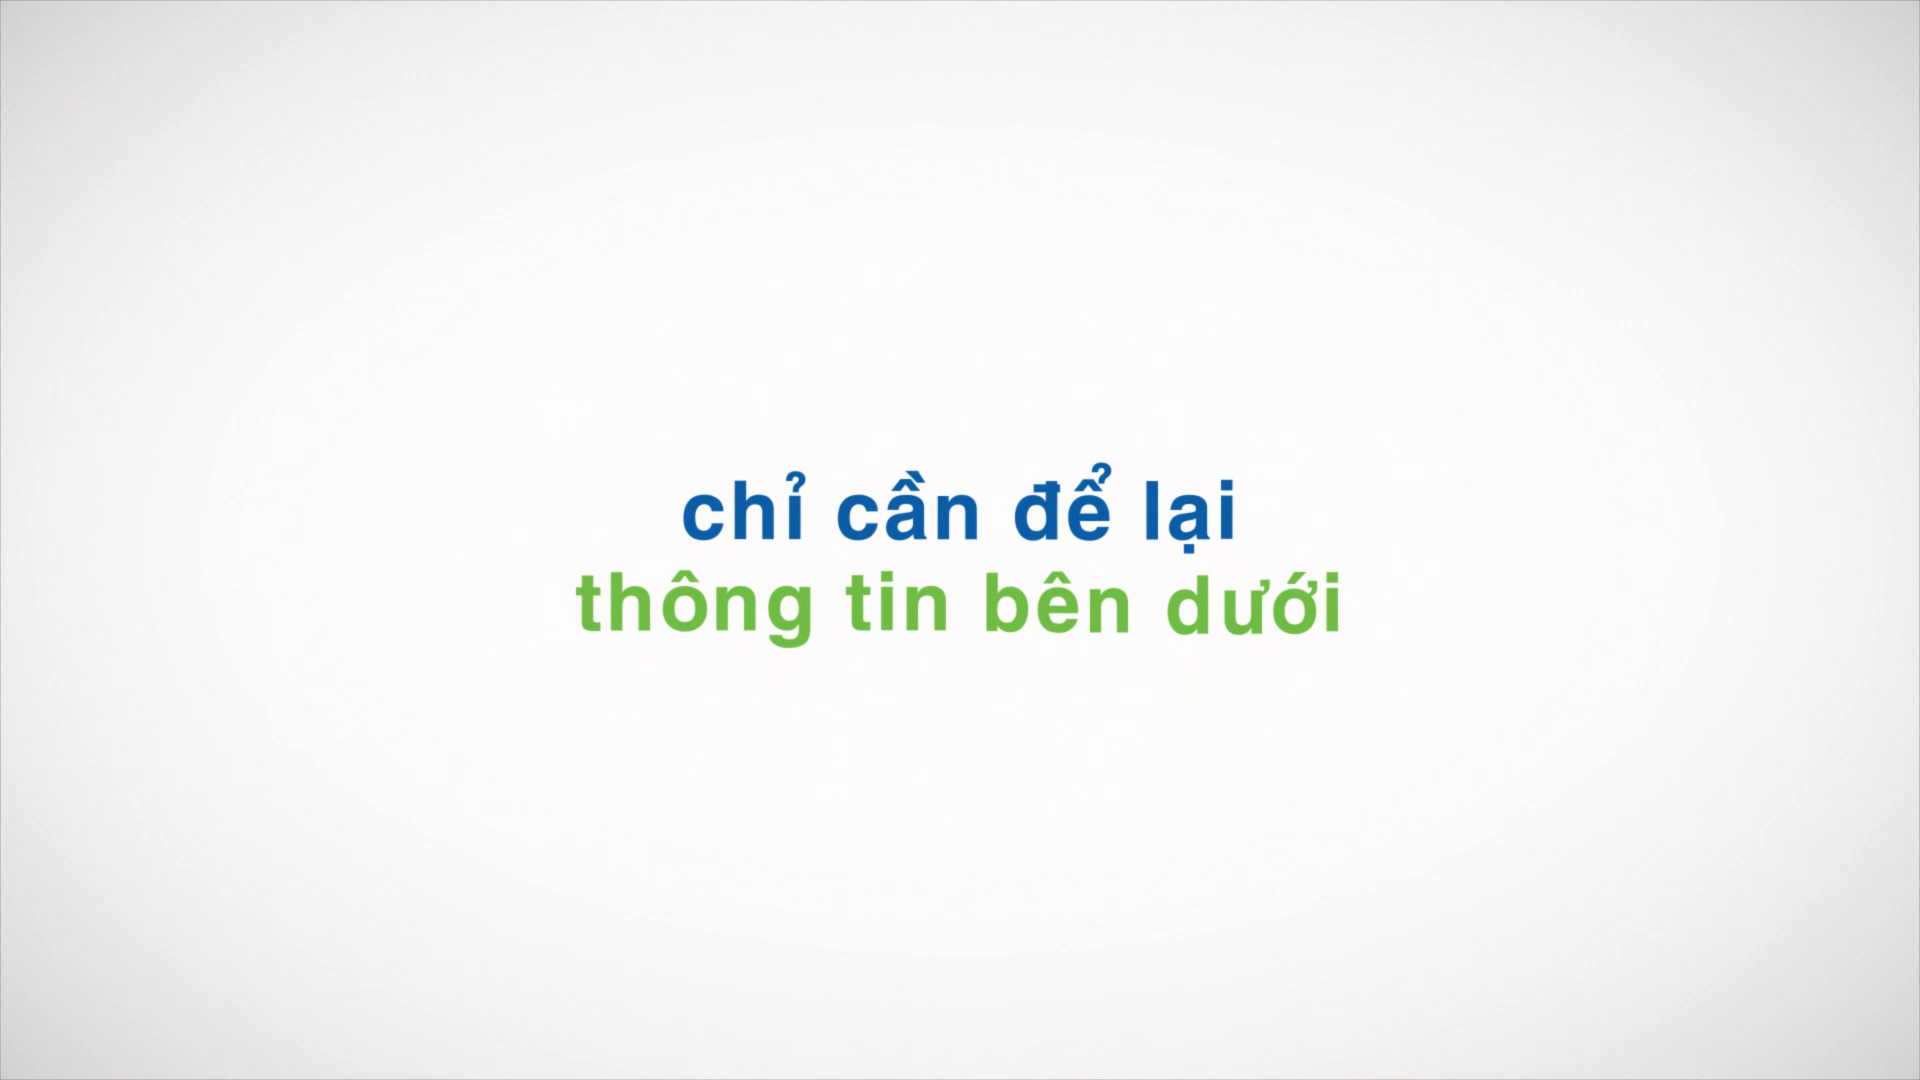 chỉ cần để lại
thông tin bên dưới